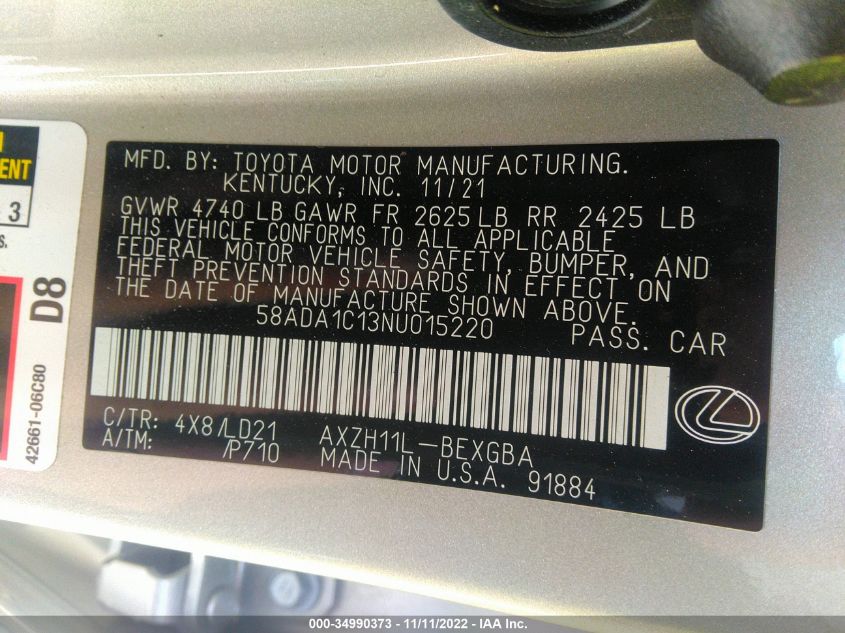 MFD. BY: TOYOTA MOTOR MANUFACTURING.
KENTUCKY, INC. 11/21
GVWR 4740 LB GAWR FR 2625 LB RR 2425 LB
THIS VEHICLE CONFORMS TO ALL APPLICABLE
FEDERAL MOTOR VEHICLE SAFETY, BUMPER, AND
THEFT PREVENTION STANDARDS IN EFFECT ON
THE DATE OF MANUFACTURE SHOWN ABOVE.
58ADA1C13NU015220 PASS. CAR
C/TR: 4X8/LD21 AXZH11L-BEXGBA
A/TM: /P710 MADE IN U.S.A. 91884
3
s.
D8
42661-06C80
000-34990373 - 11/11/2022 - IAA Inc.